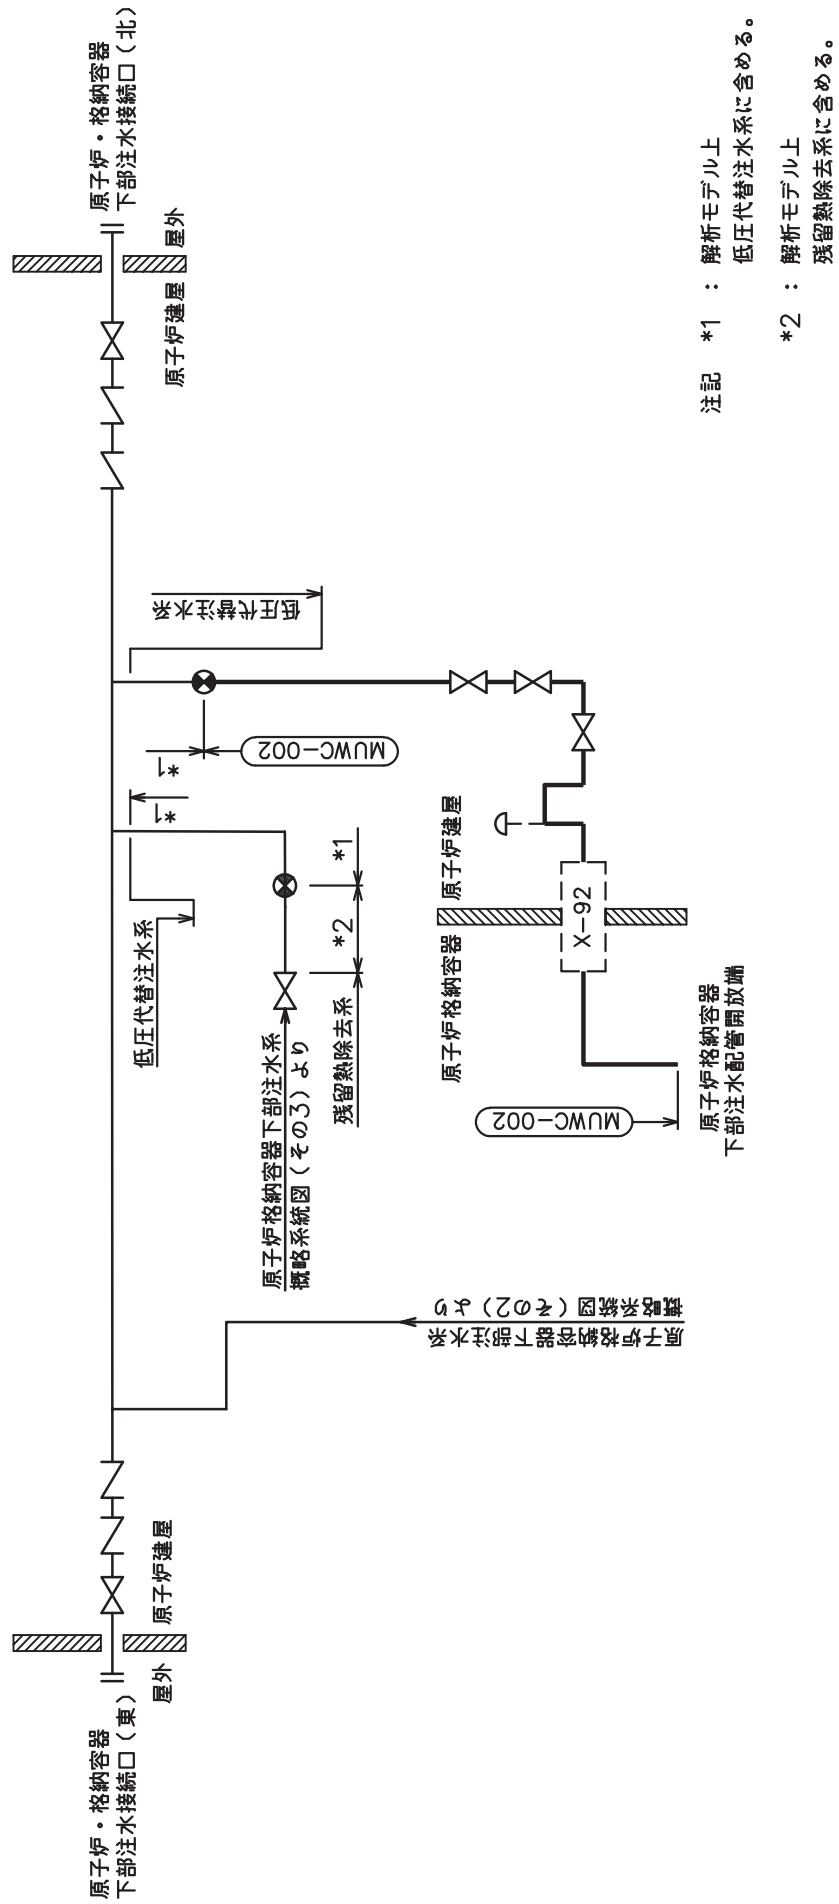 原子炉・格納容器
下部注水接続口（北）
屋外
原子炉建屋
低圧代替注水系
*1
MUWC-002
*1
低圧代替注水系
*1
*2
残留熱除去系
原子炉格納容器下部注水系
概略系統図（その3）より
原子炉建屋
原子炉格納容器
X-92
MUWC-002
原子炉格納容器
下部注水配管開放端
原子炉格納容器下部注水系
概略系統図（その2）より
原子炉建屋
屋外
原子炉・格納容器
下部注水接続口（東）
注記 *1 ： 解析モデル上
低圧代替注水系に含める。
*2 ： 解析モデル上
残留熱除去系に含める。